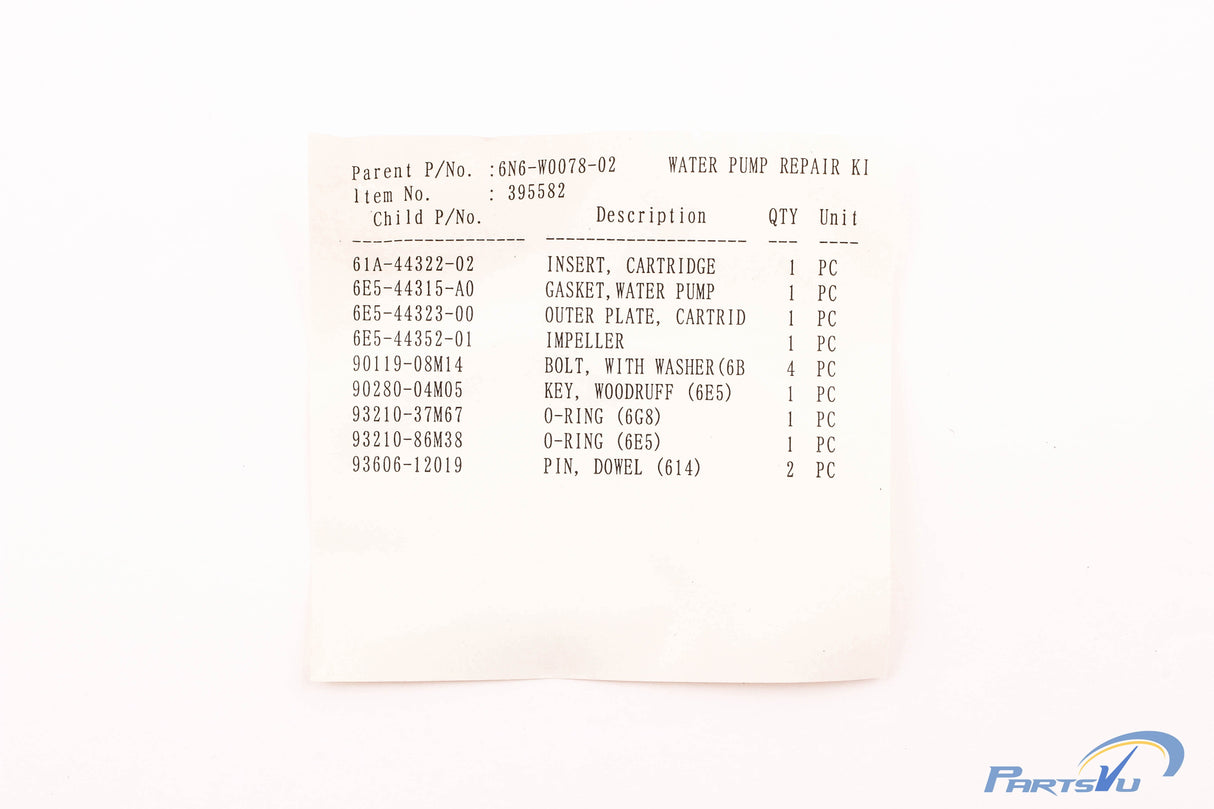 Parent P/No. :6N6-W0078-02 WATER PUMP REPAIR KI
Item No. : 395582
Child P/No. Description QTY Unit
----------------- -------------------- --- ----
61A-44322-02 INSERT, CARTRIDGE 1 PC
6E5-44315-A0 GASKET,WATER PUMP 1 PC
6E5-44323-00 OUTER PLATE, CARTRID 1 PC
6E5-44352-01 IMPELLER 1 PC
90119-08M14 BOLT, WITH WASHER(6B 4 PC
90280-04M05 KEY, WOODRUFF (6E5) 1 PC
93210-37M67 O-RING (6G8) 1 PC
93210-86M38 O-RING (6E5) 1 PC
93606-12019 PIN, DOWEL (614) 2 PC
PARTSVU